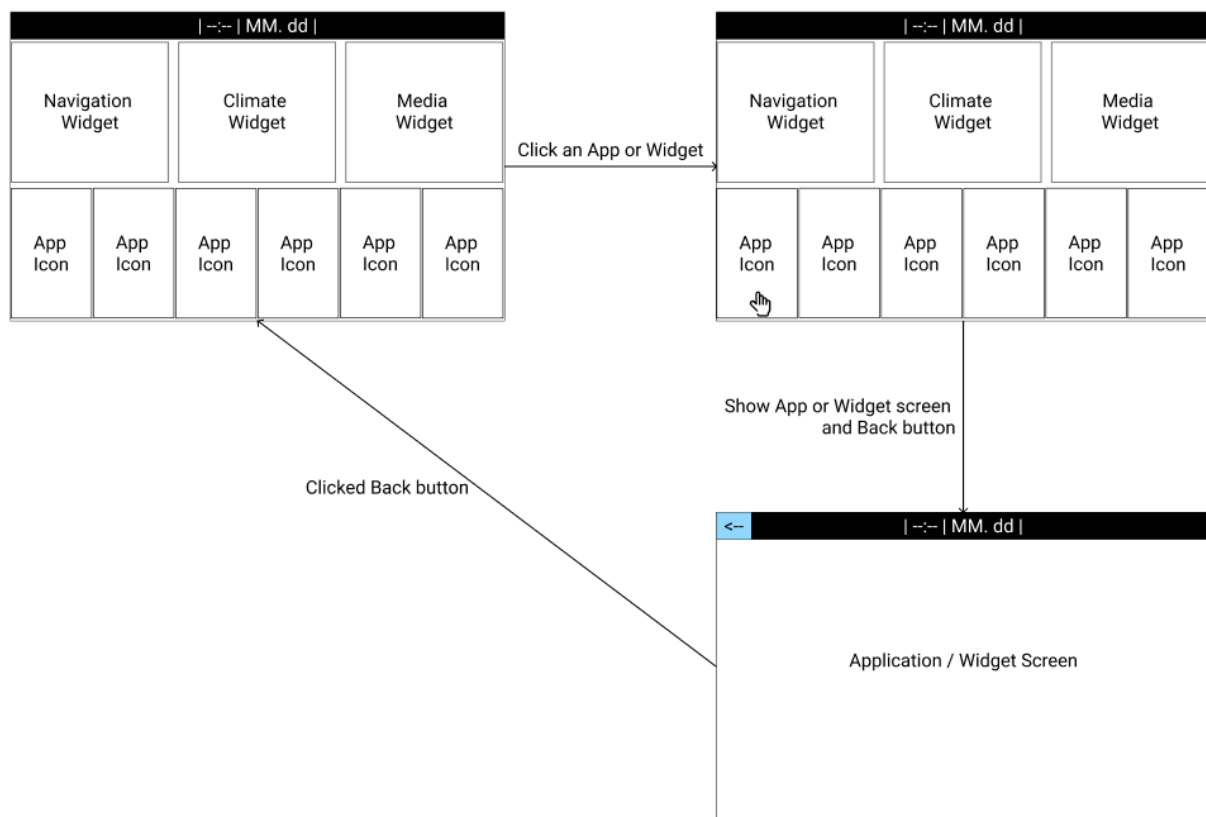 | --:-- | MM. dd |
Navigation
Widget
Climate
Widget
Media
Widget
App
Icon
App
Icon
App
Icon
App
Icon
App
Icon
App
Icon
Click an App or Widget
| --:-- | MM. dd |
Navigation
Widget
Climate
Widget
Media
Widget
App
Icon
App
Icon
App
Icon
App
Icon
App
Icon
App
Icon
Show App or Widget screen
and Back button
Clicked Back button
<--
| --:-- | MM. dd |
Application / Widget Screen